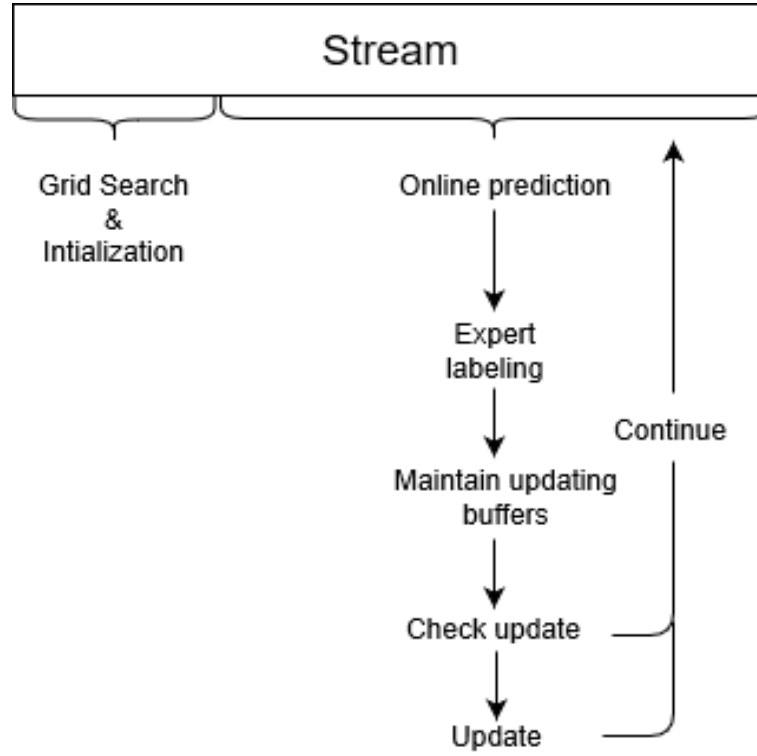 Stream
Grid Search
&
Intialization
Online prediction
Expert
labeling
Continue
Maintain updating
buffers
Check update
Update